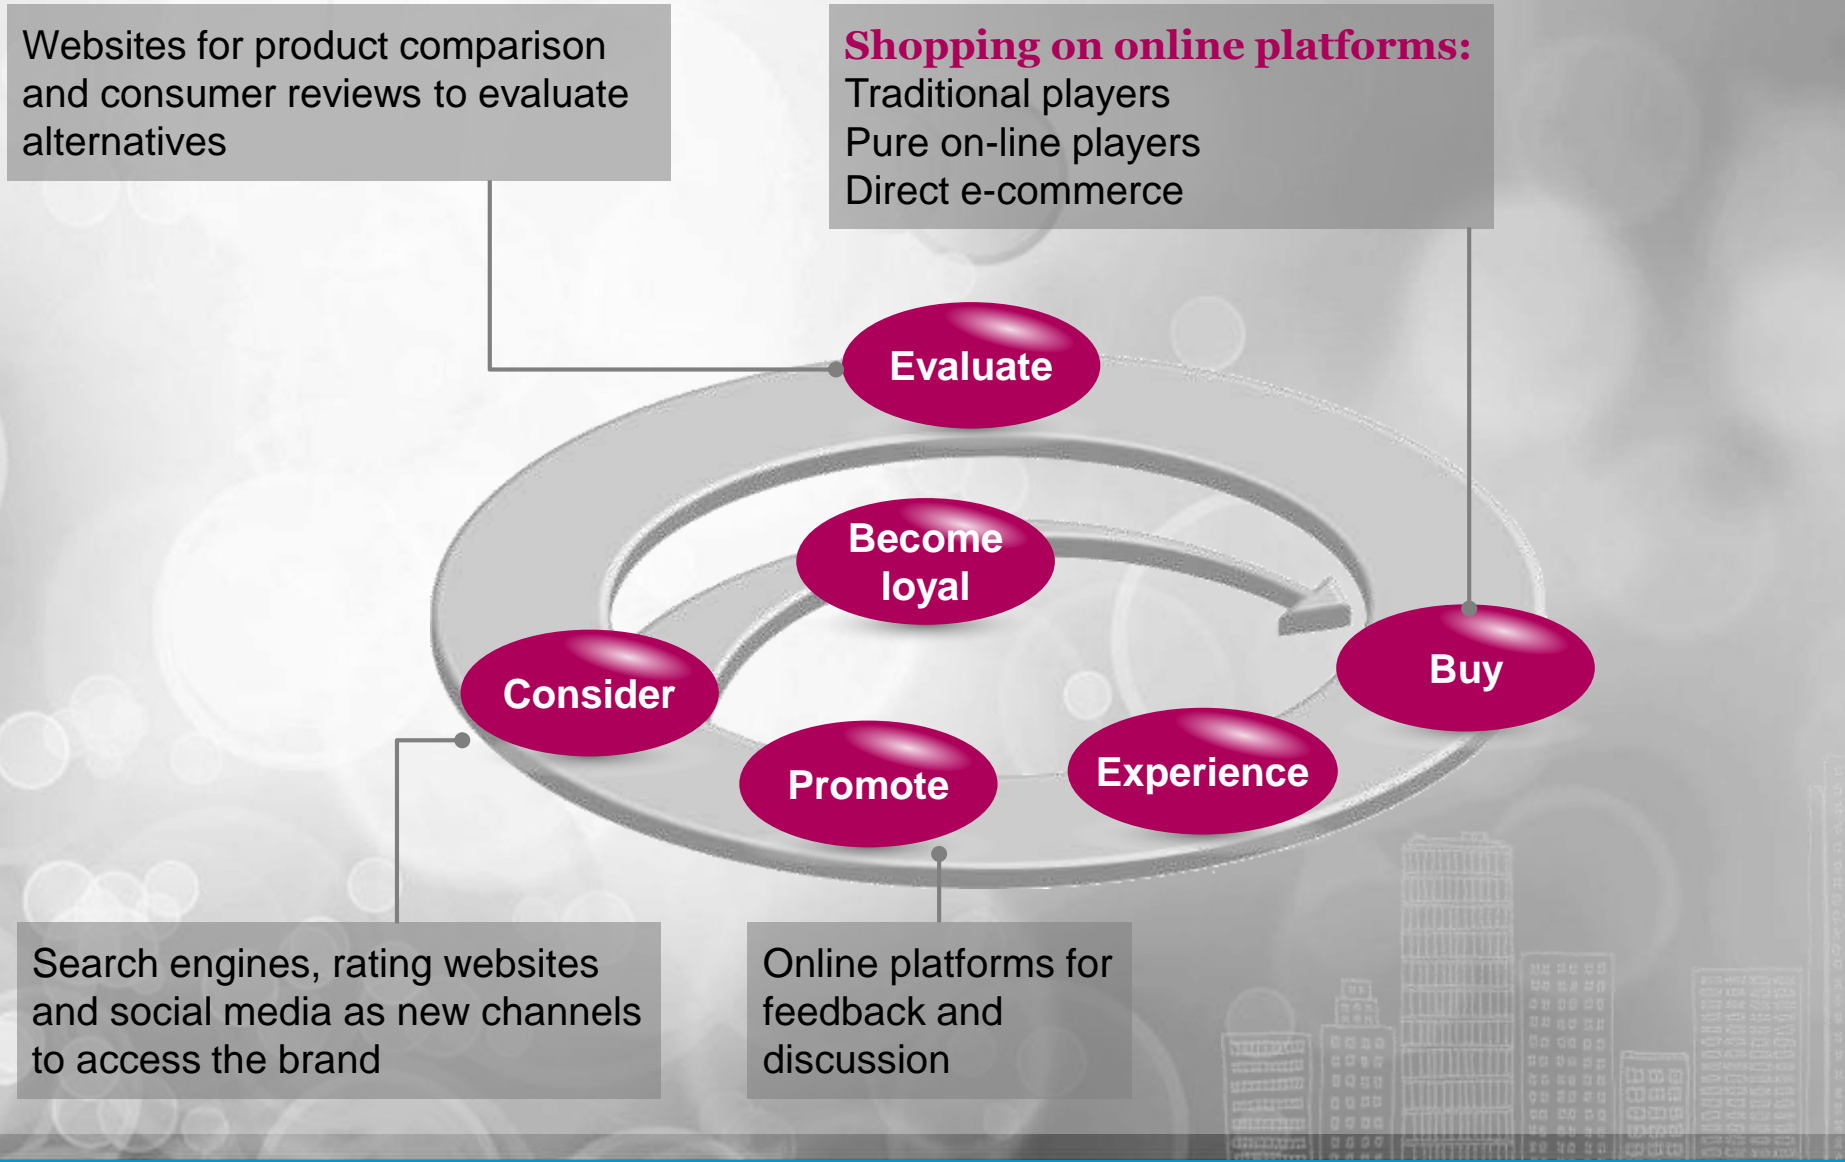 Websites for product comparison
and consumer reviews to evaluate
alternatives
Shopping on online platforms:
Traditional players
Pure on-line players
Direct e-commerce
Evaluate
Become
loyal
Buy
Consider
Promote
Experience
Search engines, rating websites
and social media as new channels
to access the brand
Online platforms for
feedback and
discussion